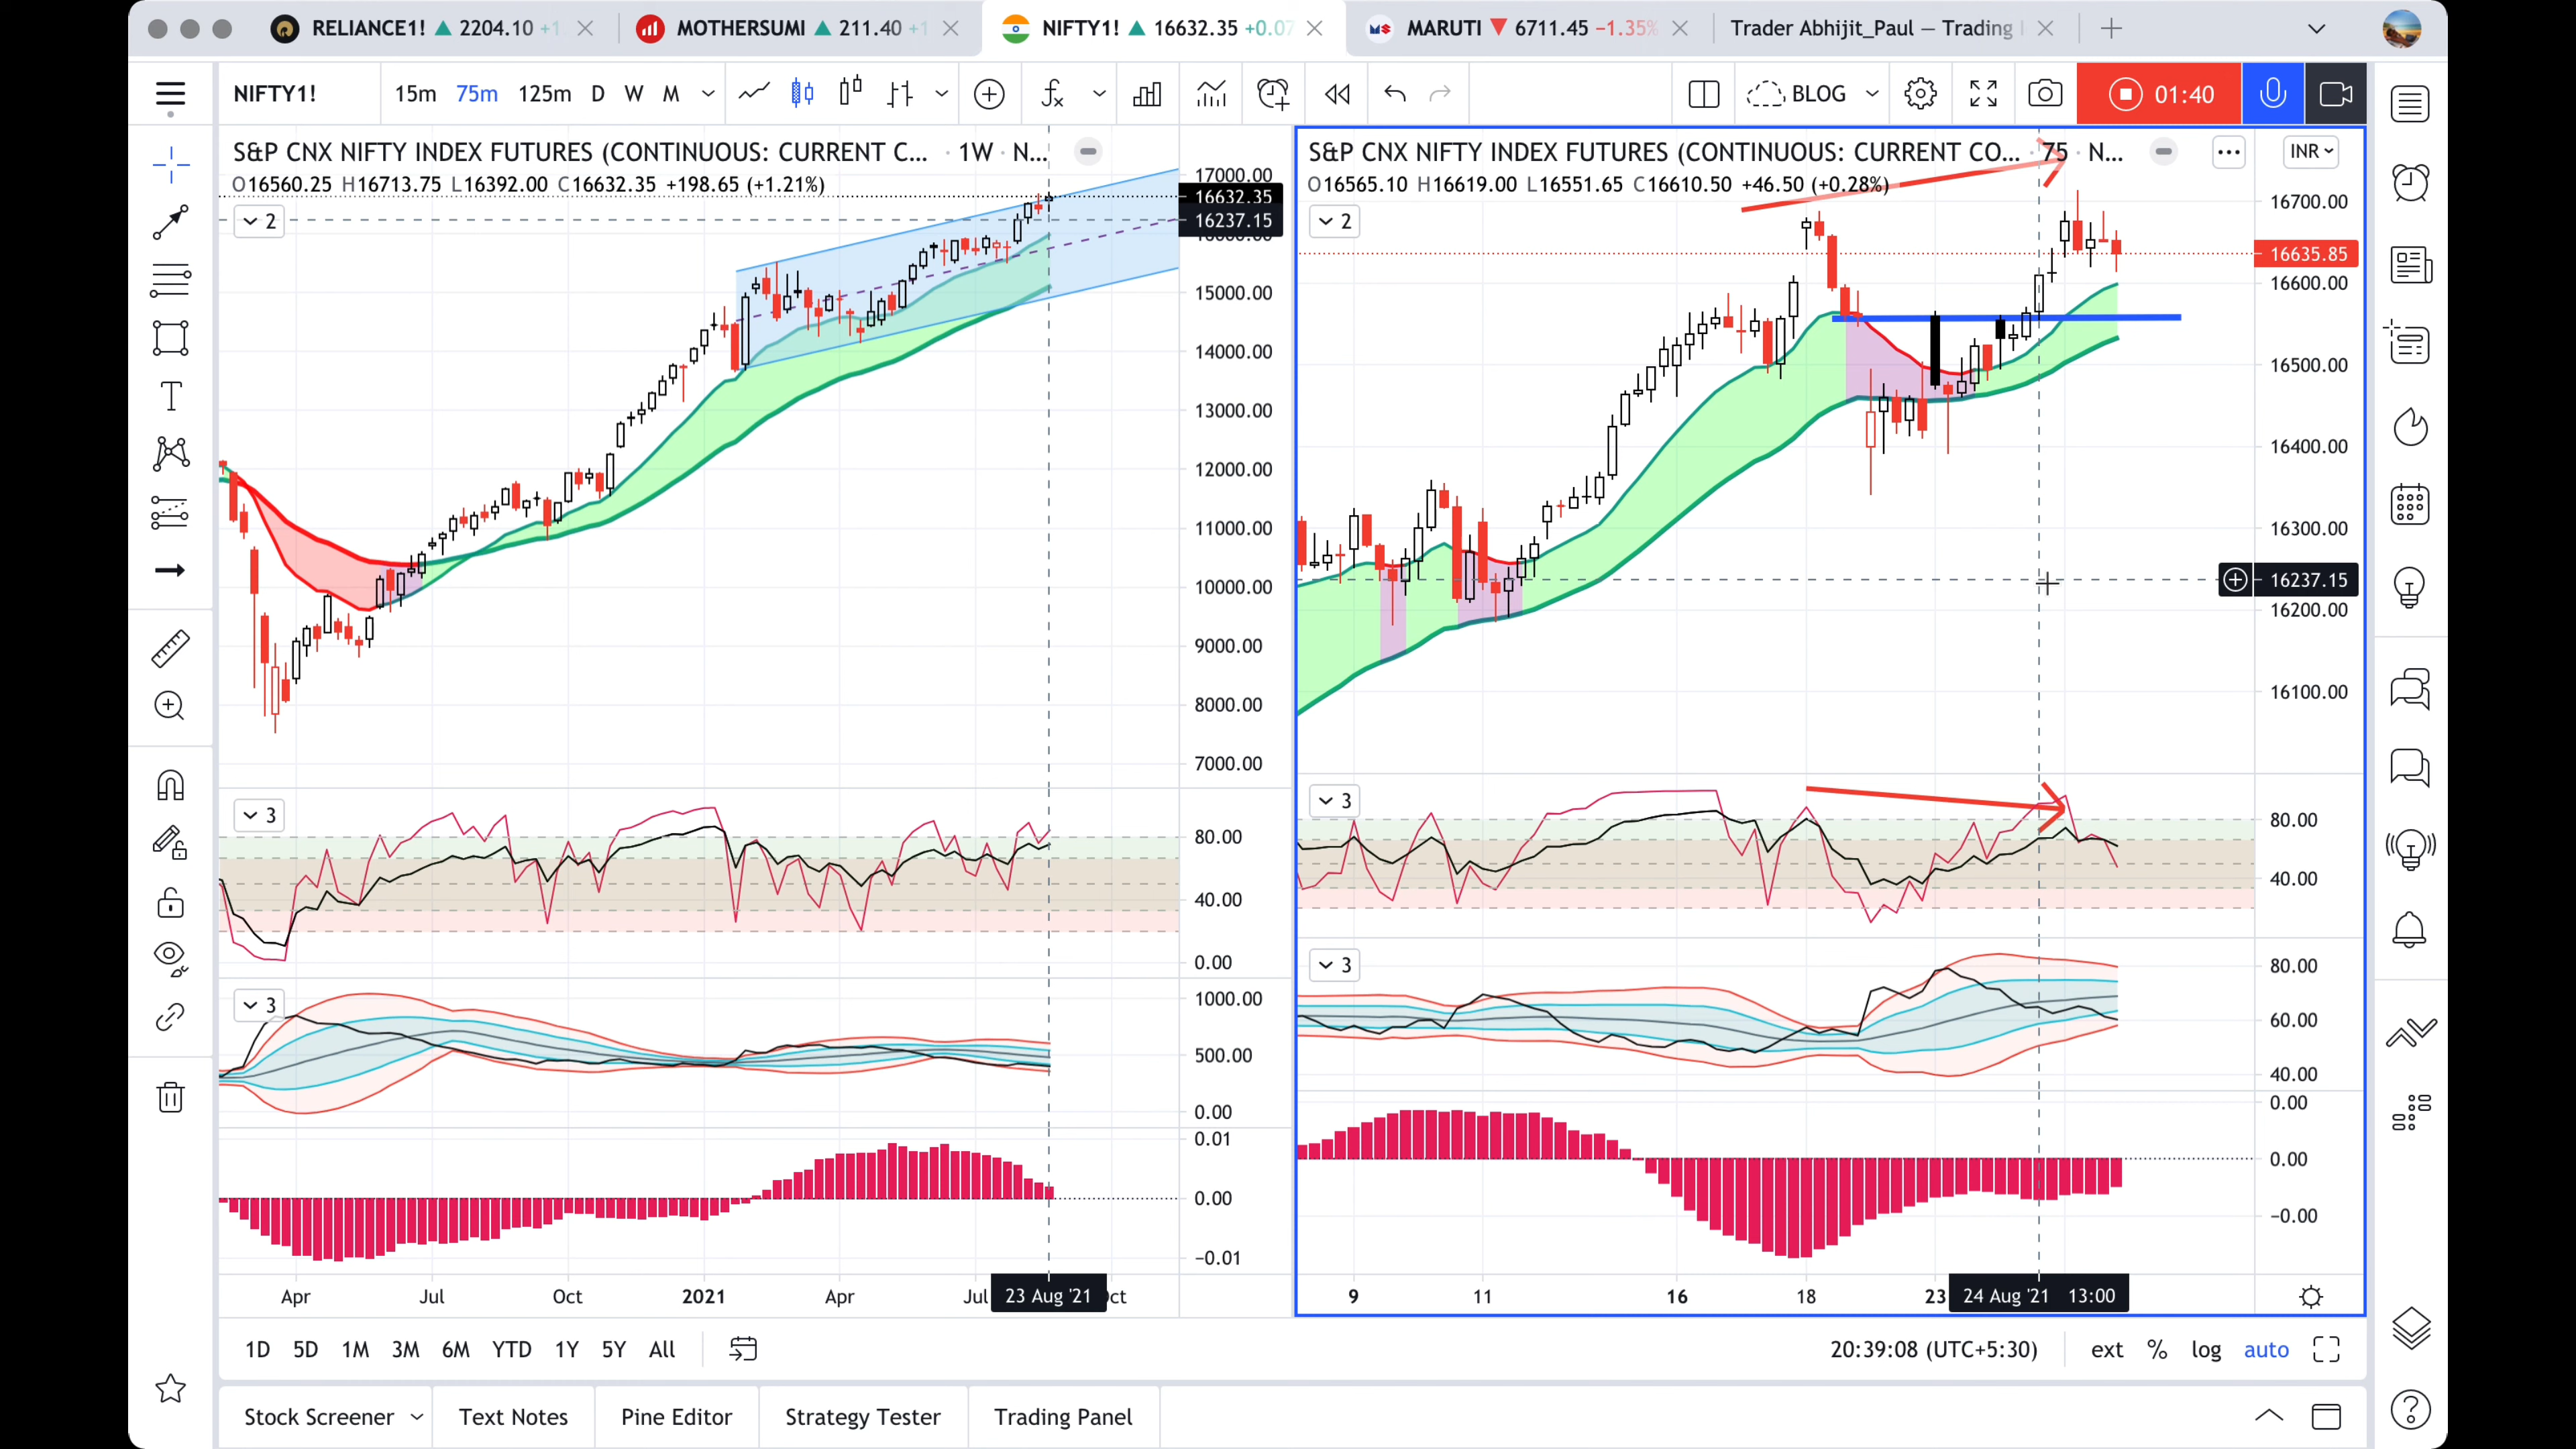 RELIANCE1! ▲ 2204.10 +1
MOTHERSUMI ▲ 211.40 +1
NIFTY1! ▲ 16632.35 +0.07
MARUTI ▼ 6711.45 −1.35%
Trader Abhijit_Paul — Trading
NIFTY1! 15m 75m 125m D W M
BLOG
01:40
S&P CNX NIFTY INDEX FUTURES (CONTINUOUS: CURRENT C... · 1W · N...
O16560.25 H16713.75 L16392.00 C16632.35 +198.65 (+1.21%)
2
17000.00
16632.35
16237.15
15000.00
14000.00
13000.00
12000.00
11000.00
10000.00
9000.00
8000.00
7000.00
3
80.00
40.00
0.00
3
1000.00
500.00
0.00
0.01
0.00
−0.01
Apr Jul Oct 2021 Apr Jul 23 Aug '21
S&P CNX NIFTY INDEX FUTURES (CONTINUOUS: CURRENT CO... · 75 · N...
INR
O16565.10 H16619.00 L16551.65 C16610.50 +46.50 (+0.28%)
2
16700.00
16635.85
16600.00
16500.00
16400.00
16300.00
16237.15
16200.00
16100.00
3
80.00
40.00
3
80.00
60.00
40.00
0.00
0.00
−0.00
9 11 16 18 23 24 Aug '21 13:00
1D 5D 1M 3M 6M YTD 1Y 5Y All
20:39:08 (UTC+5:30) ext % log auto
Stock Screener Text Notes Pine Editor Strategy Tester Trading Panel